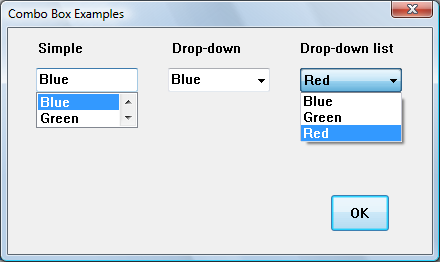 Combo Box Examples
Simple Drop-down Drop-down list
Blue Blue Red
Blue Blue
Green Green
Red
OK